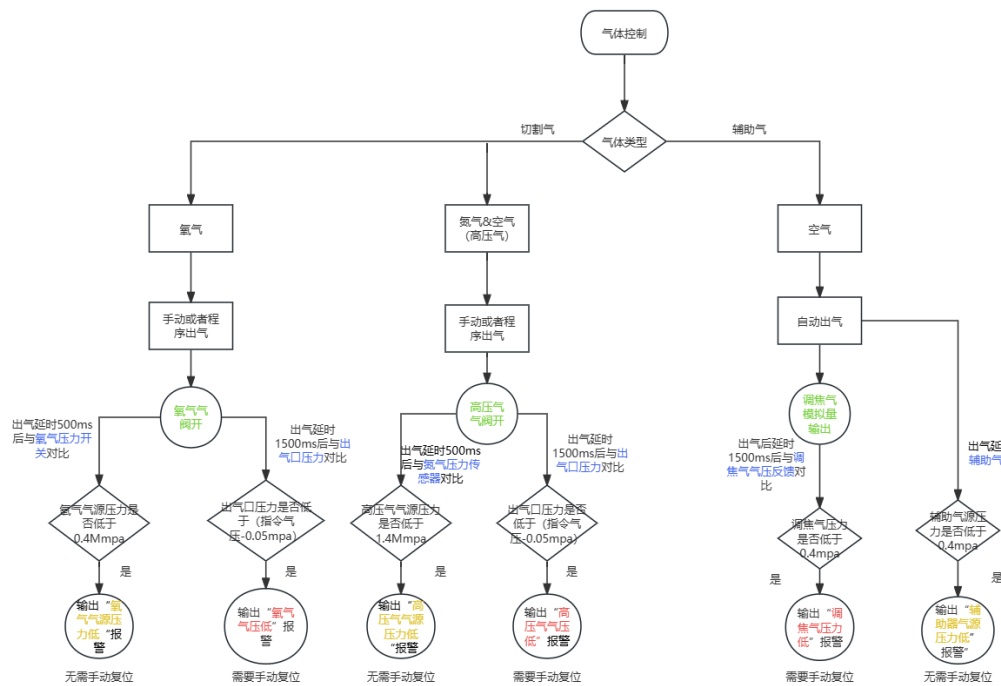 气体控制
气体类型
切割气
辅助气
氧气
氮气&空气
（高压气）
空气
手动或者程
序出气
手动或者程
序出气
自动出气
氧气气
阀开
高压气
气阀开
调焦气
模拟量
输出
出气延时500ms
后与氧气压力开
关对比
出气延时
1500ms后与出
气口压力对比
出气延时500ms
后与氮气压力传
感器对比
出气延时
1500ms后与出
气口压力对比
出气后延时
1500ms后与调
焦气气压反馈对
比
出气延
辅助气
氧气气源压力是
否低于
0.4Mmpa
出气口压力是否低
于（指令气
压-0.05mpa）
高压气气源压力
是否低于
1.4Mmpa
出气口压力是否
低于（指令气
压-0.05mpa）
调焦气压力
是否低于
0.4mpa
辅助气源压
力是否低于
0.4mpa
是
是
是
是
是
是
输出“氧
气气源压
力低”报
警
输出“氧气
气压低”报
警
输出“高
压气气源
压力低
”报警
输出“高
压气气压
低”报警
输出“调
焦气压力
低”报警
输出“辅
助器气源
压力低”
报警”
无需手动复位
需要手动复位
无需手动复位
需要手动复位
需要手动复位
无需手动复位